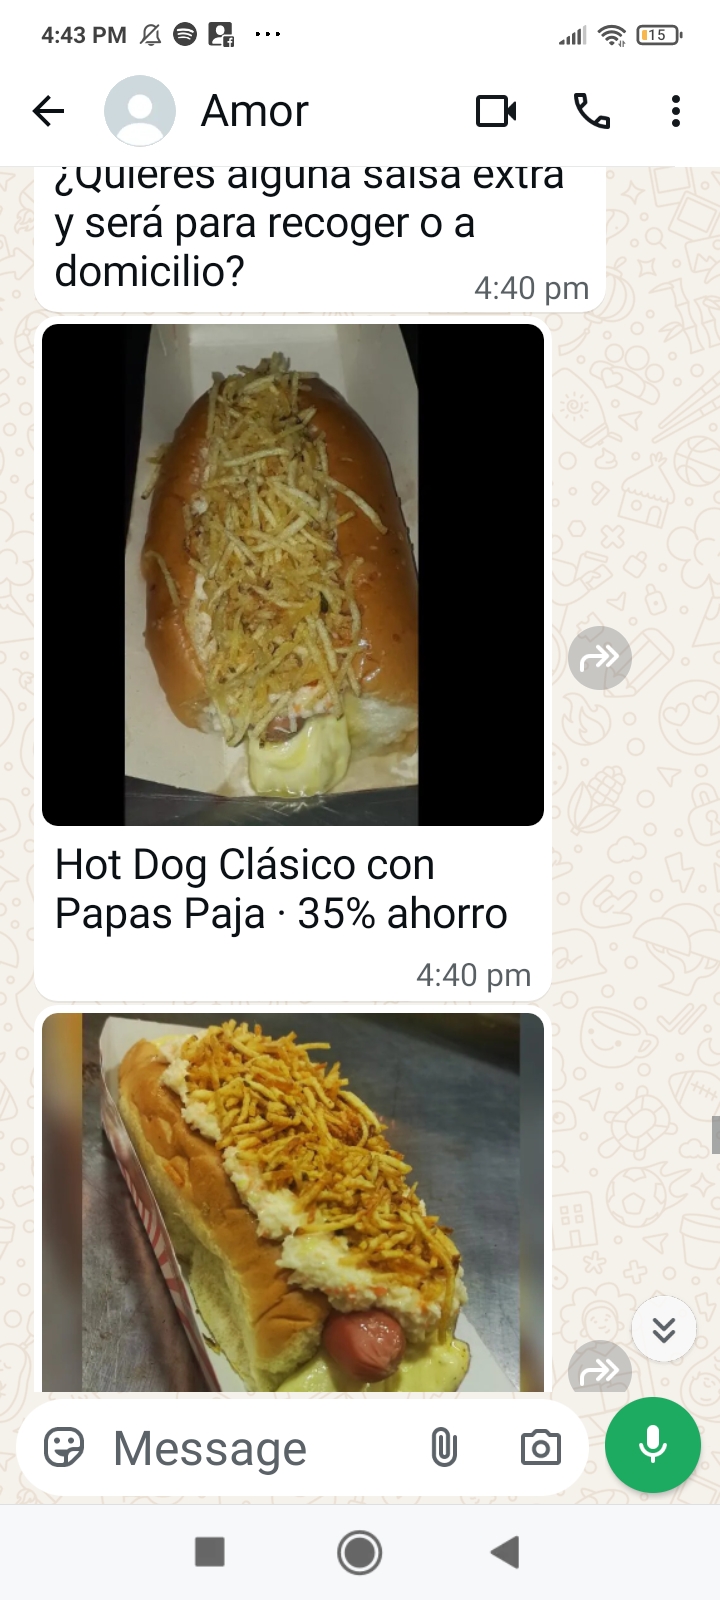 4:43 PM
15
Amor
¿Quieres alguna salsa extra
y será para recoger o a
domicilio?
4:40 pm
Hot Dog Clásico con
Papas Paja · 35% ahorro
4:40 pm
Message